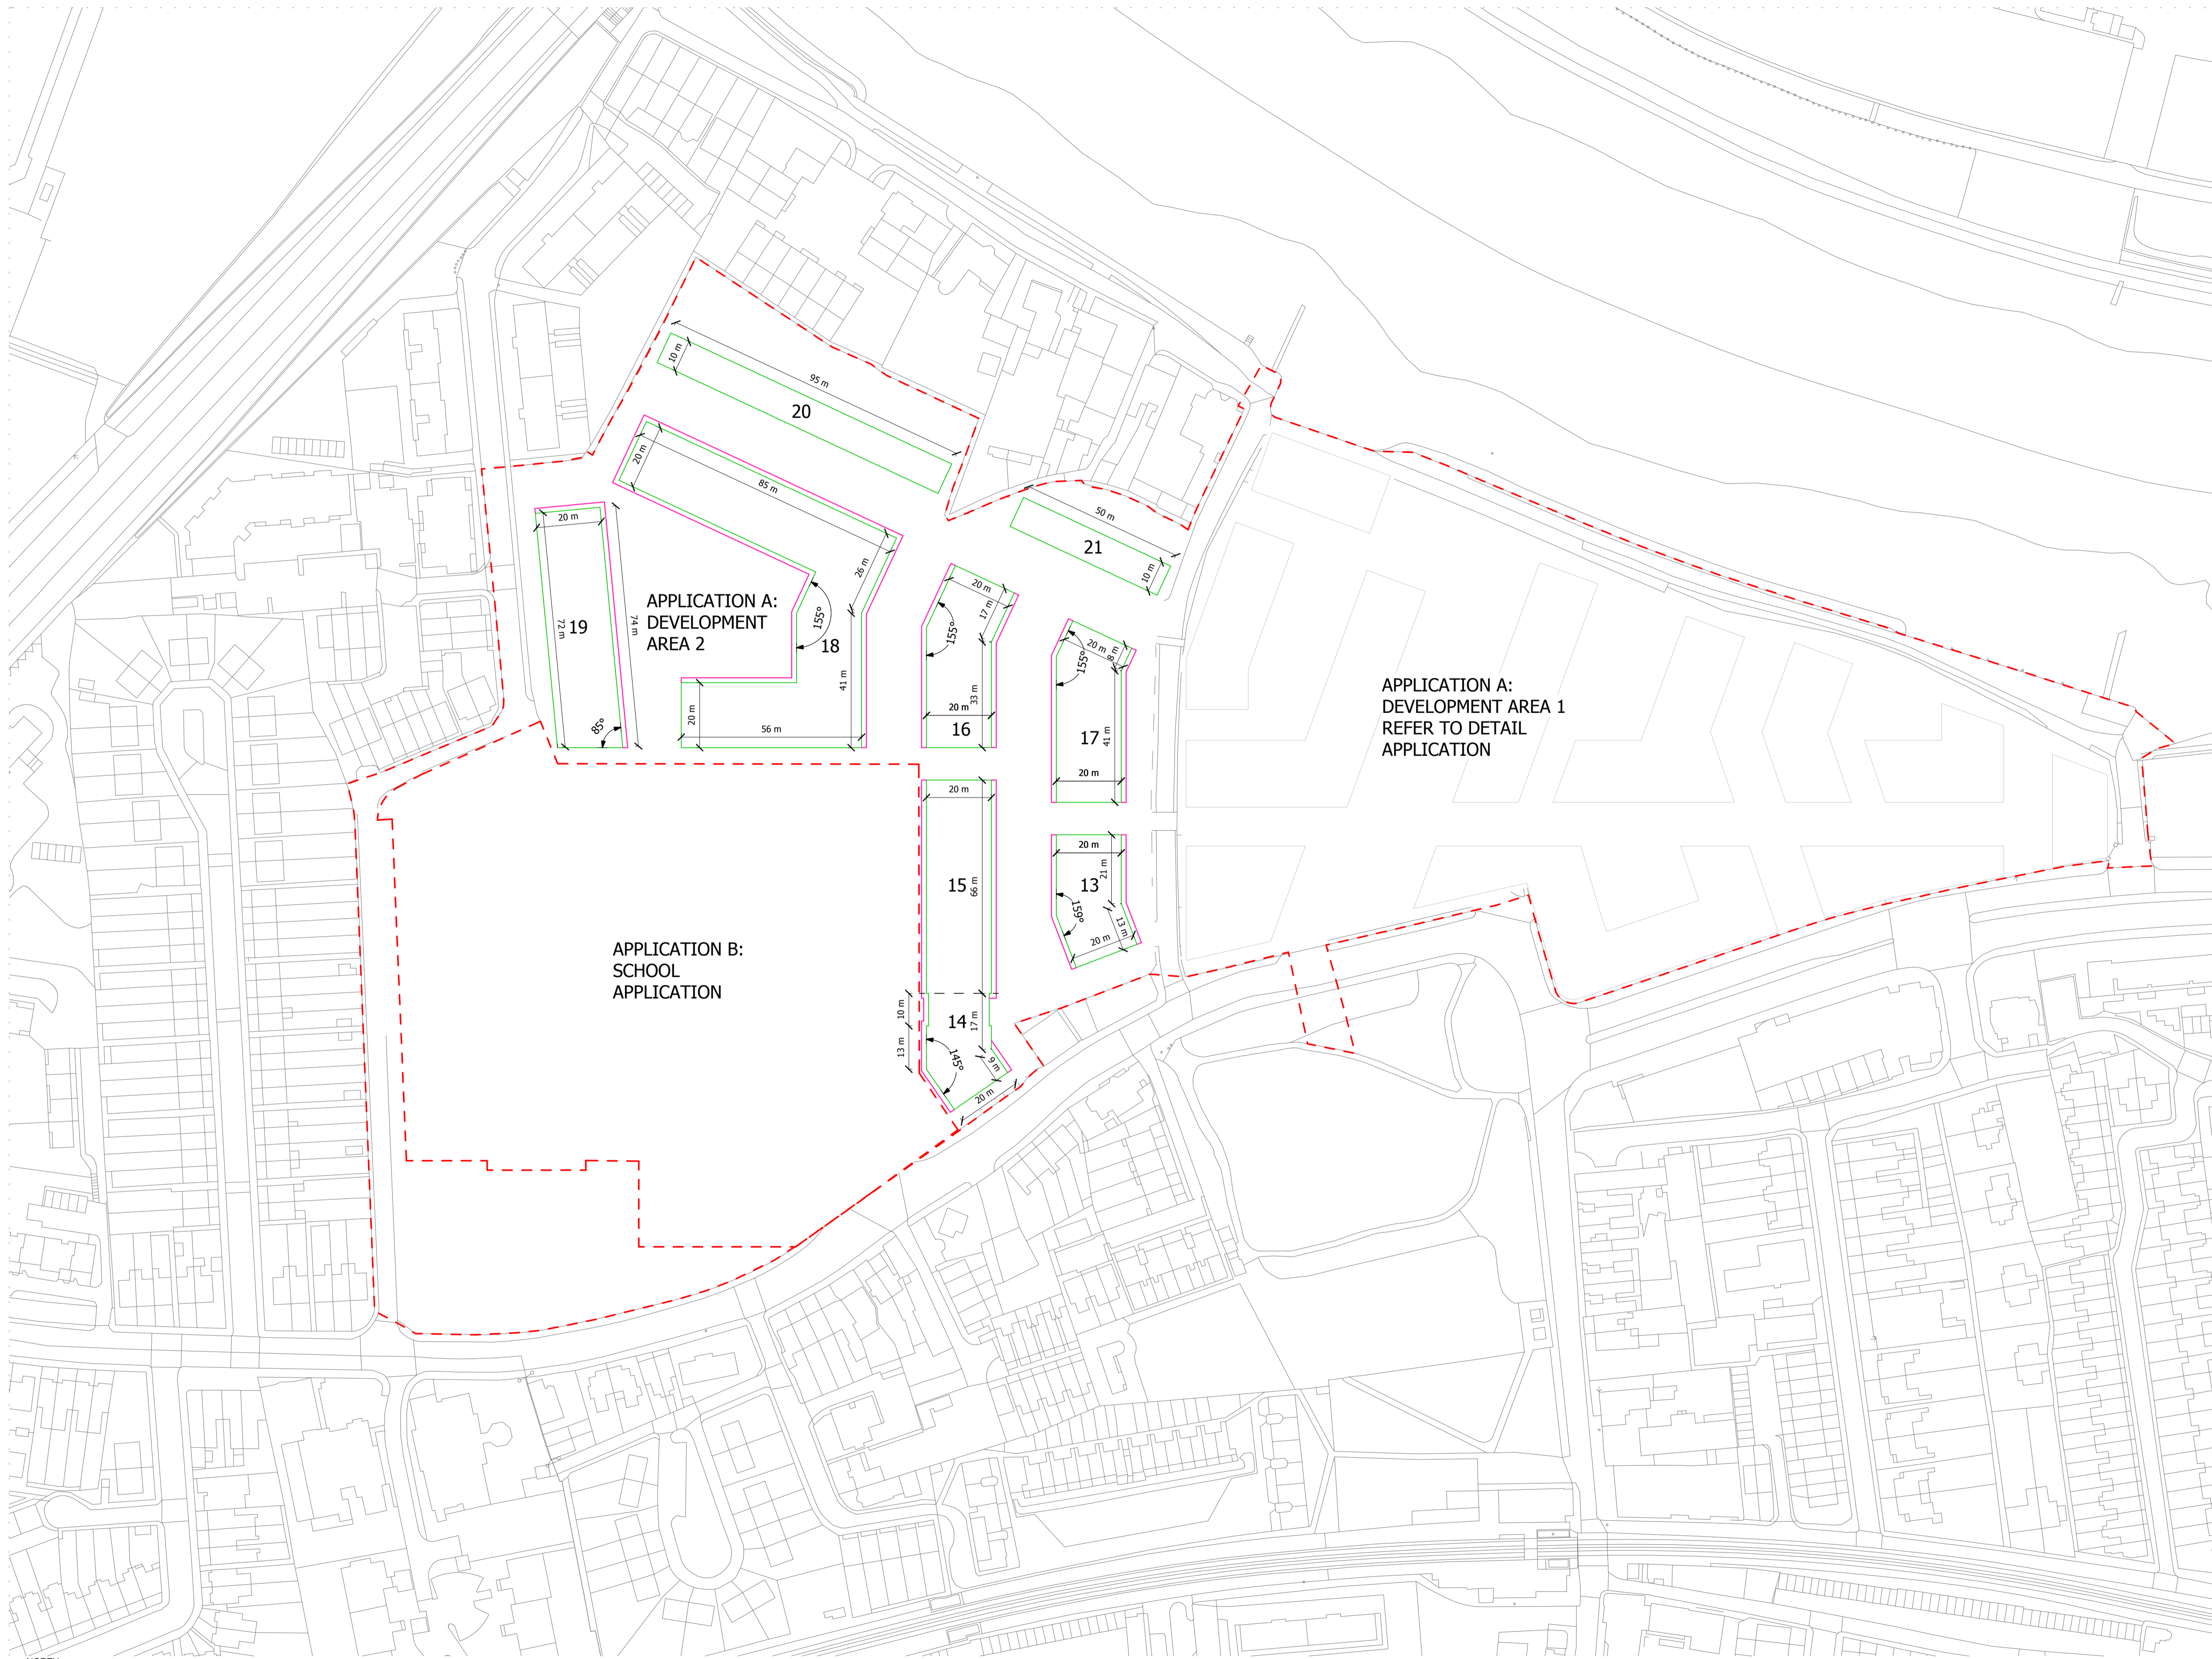 10 m
95 m
20
20 m
85 m
50 m
21
10 m
20 m
26 m
20 m
17 m
APPLICATION A:
DEVELOPMENT
AREA 2
19
72 m
74 m
155°
18
155°
20 m
8 m
155°
41 m
33 m
20 m
16
17
41 m
APPLICATION A:
DEVELOPMENT AREA 1
REFER TO DETAIL
APPLICATION
20 m
56 m
85°
20 m
20 m
20 m
15
66 m
13
21 m
159°
13 m
20 m
APPLICATION B:
SCHOOL
APPLICATION
10 m
14
17 m
13 m
145°
9 m
20 m